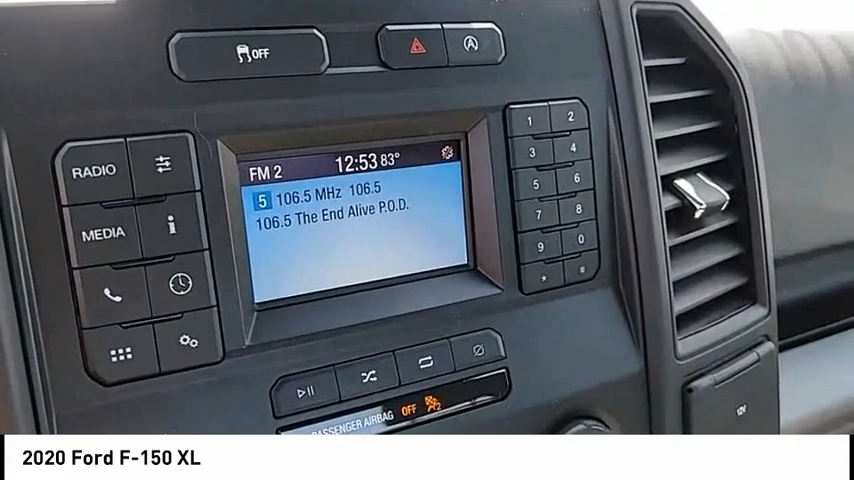 OFF
RADIO
MEDIA
FM 2 12:53 83°
5 106.5 MHz 106.5
106.5 The End Alive P.O.D.
1 2
3 4
5 6
7 8
9 0
* #
PASSENGER AIRBAG OFF 2
12V
2020 Ford F-150 XL